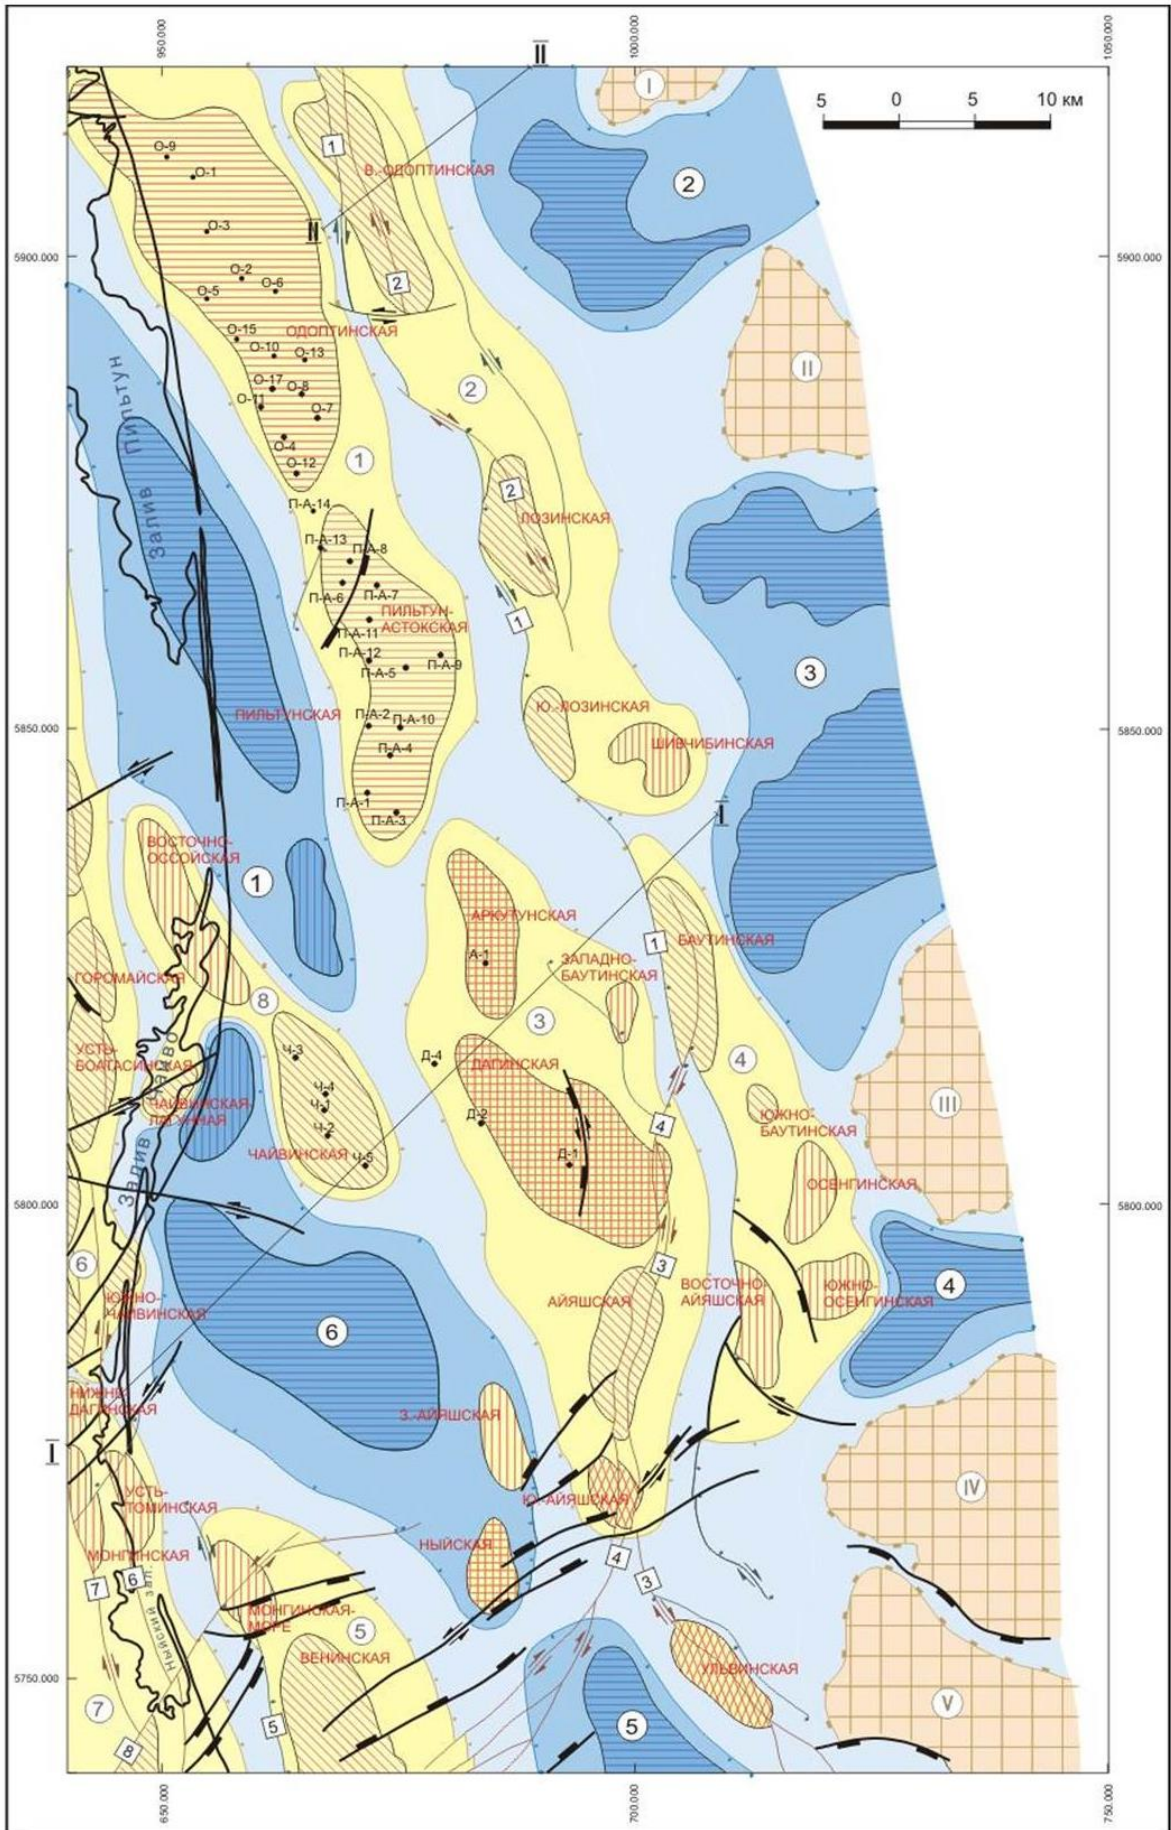 950.000
1000.000
1050.000
II
I
5
0
5
10 км
О-9
1
О-1
В.-ОДОПТИНСКАЯ
2
О-3
II
5900.000
5900.000
О-2
О-6
2
О-5
ОДОПТИНСКАЯ
О-15
О-10
О-13
II
О-17
О-8
2
О-11
О-7
О-4
1
О-12
Залив Пильтун
2
П-А-14
ЛОЗИНСКАЯ
П-А-13
П-А-8
П-А-6
П-А-7
ПИЛЬТУН-
АСТОКСКАЯ
1
П-А-11
П-А-12
П-А-9
П-А-5
3
Ю.-ЛОЗИНСКАЯ
ПИЛЬТУНСКАЯ
П-А-2
П-А-10
5850.000
5850.000
ШИВЧИБИНСКАЯ
П-А-4
П-А-1
П-А-3
I
ВОСТОЧНО-
ОССОЙСКАЯ
1
АРКУТУНСКАЯ
1
БАУТИНСКАЯ
А-1
ЗАПАДНО-
БАУТИНСКАЯ
ГОРОМАЙСКАЯ
8
3
УСТЬ-
БОАТАСИНСКАЯ
Ч-3
Д-4
ДАГИНСКАЯ
4
Ч-4
ЧАЙВИНСКАЯ-
ЛАГУННАЯ
Ч-1
Д-2
4
ЮЖНО-
БАУТИНСКАЯ
III
Ч-2
ЧАЙВИНСКАЯ
Ч-5
Д-1
ОСЕНГИНСКАЯ
Залив
5800.000
5800.000
6
3
ВОСТОЧНО-
АЙЯШСКАЯ
ЮЖНО-
ОСЕНГИНСКАЯ
4
ЮЖНО-
ЧАЙВИНСКАЯ
АЙЯШСКАЯ
6
НИЖНЕ-
ДАГИНСКАЯ
З.-АЙЯШСКАЯ
I
УСТЬ-
ТОМИНСКАЯ
Ю.-АЙЯШСКАЯ
IV
НЫЙСКАЯ
МОНГИНСКАЯ
4
7
6
3
Ныйский зал.
МОНГИНСКАЯ-
МОРЕ
5
ВЕНИНСКАЯ
УЛЬВИНСКАЯ
5750.000
7
5
5
V
8
650.000
700.000
750.000